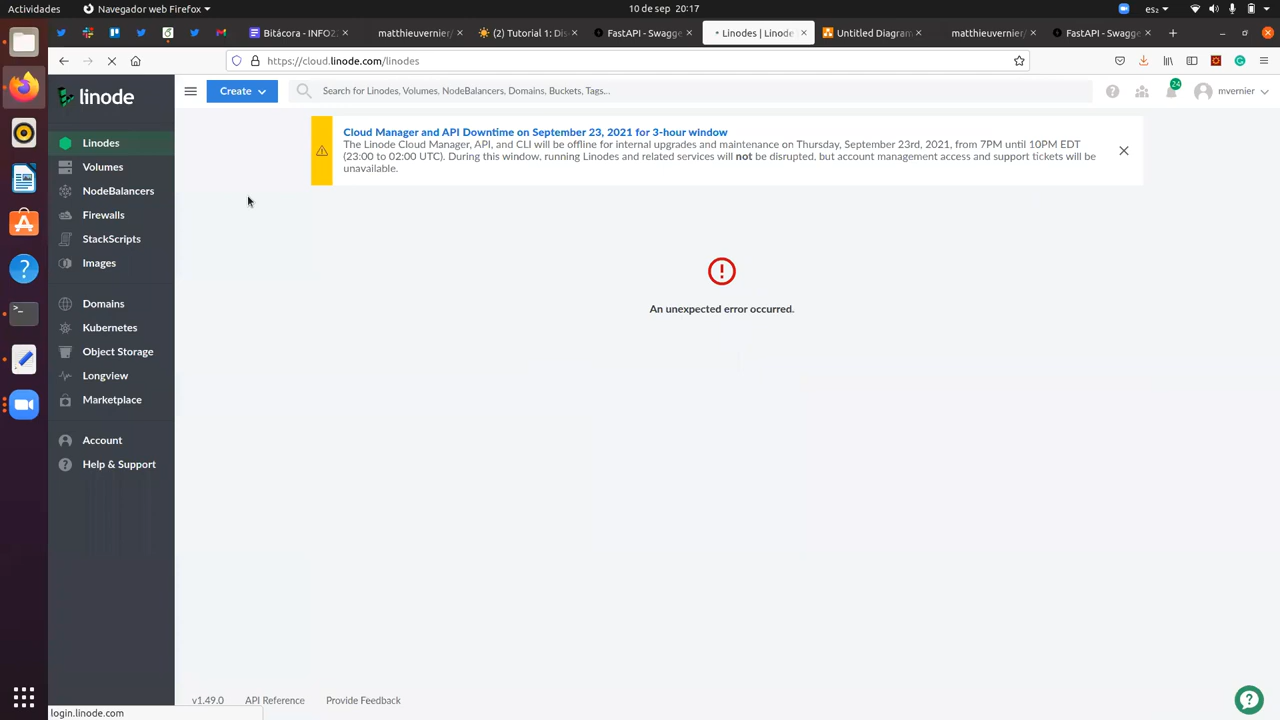 Actividades
Navegador web Firefox
10 de sep 20:17
es2
Bitácora - INFO2
matthieuvernier/
(2) Tutorial 1: Dis
FastAPI - Swagge
Linodes | Linode
Untitled Diagram
matthieuvernier/
FastAPI - Swagge
https://cloud.linode.com/linodes
linode
Create
Search for Linodes, Volumes, NodeBalancers, Domains, Buckets, Tags...
24
mvernier
Linodes
Volumes
NodeBalancers
Firewalls
StackScripts
Images
Domains
Kubernetes
Object Storage
Longview
Marketplace
Account
Help & Support
Cloud Manager and API Downtime on September 23, 2021 for 3-hour window
The Linode Cloud Manager, API, and CLI will be offline for internal upgrades and maintenance on Thursday, September 23rd, 2021, from 7PM until 10PM EDT
(23:00 to 02:00 UTC). During this window, running Linodes and related services will not be disrupted, but account management access and support tickets will be
unavailable.
An unexpected error occurred.
v1.49.0
API Reference
Provide Feedback
login.linode.com